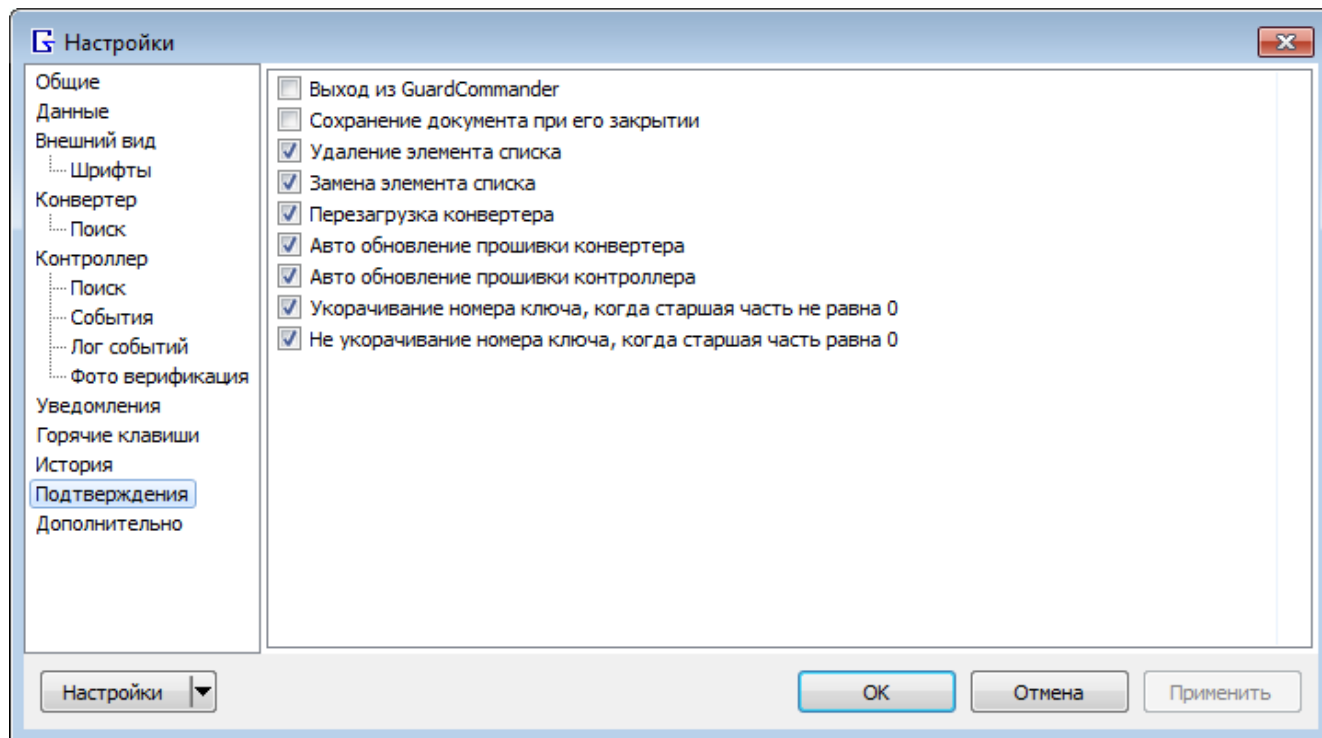 Настройки
Общие
Данные
Внешний вид
Шрифты
Конвертер
Поиск
Контроллер
Поиск
События
Лог событий
Фото верификация
Уведомления
Горячие клавиши
История
Подтверждения
Дополнительно
Выход из GuardCommander
Сохранение документа при его закрытии
Удаление элемента списка
Замена элемента списка
Перезагрузка конвертера
Авто обновление прошивки конвертера
Авто обновление прошивки контроллера
Укорачивание номера ключа, когда старшая часть не равна 0
Не укорачивание номера ключа, когда старшая часть равна 0
Настройки
OK
Отмена
Применить